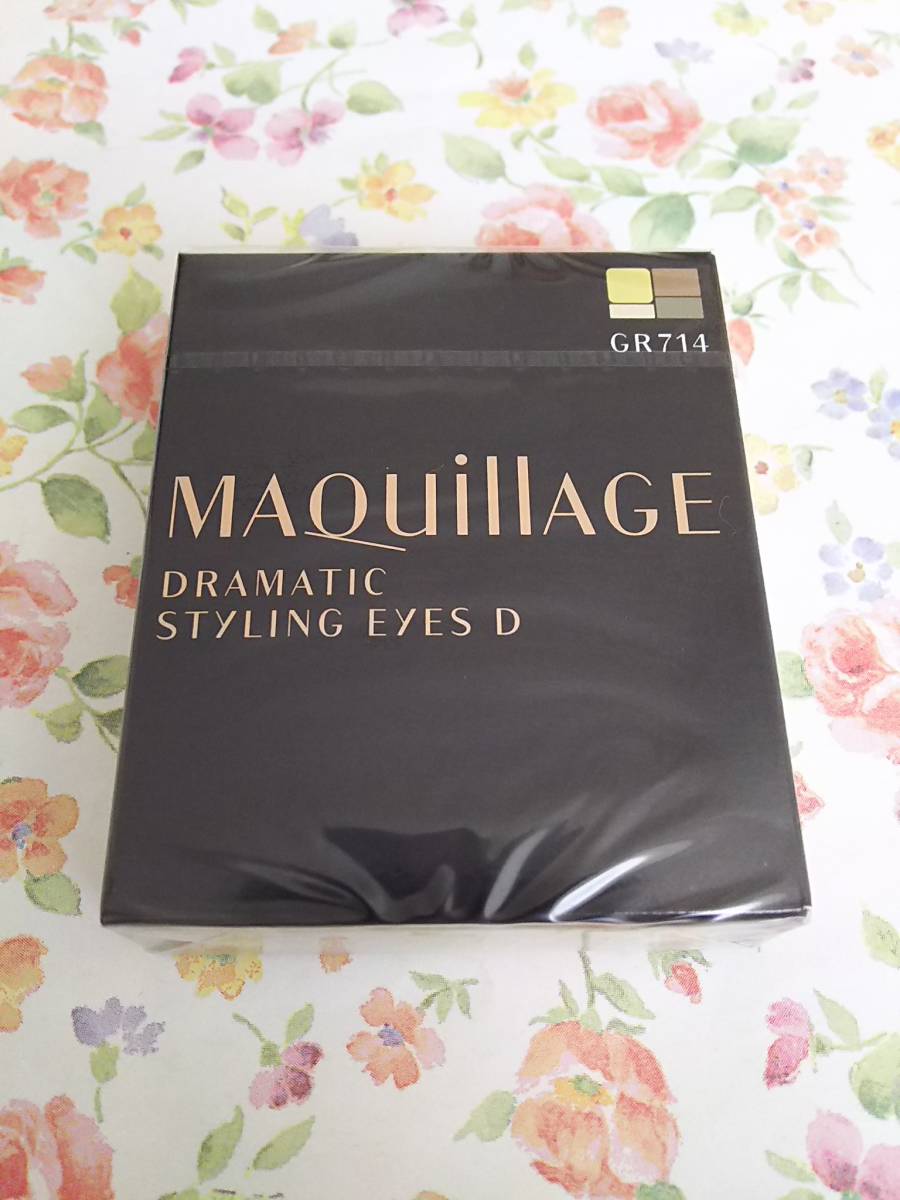 GR714
MAQuillAGE
DRAMATIC
STYLING EYES D